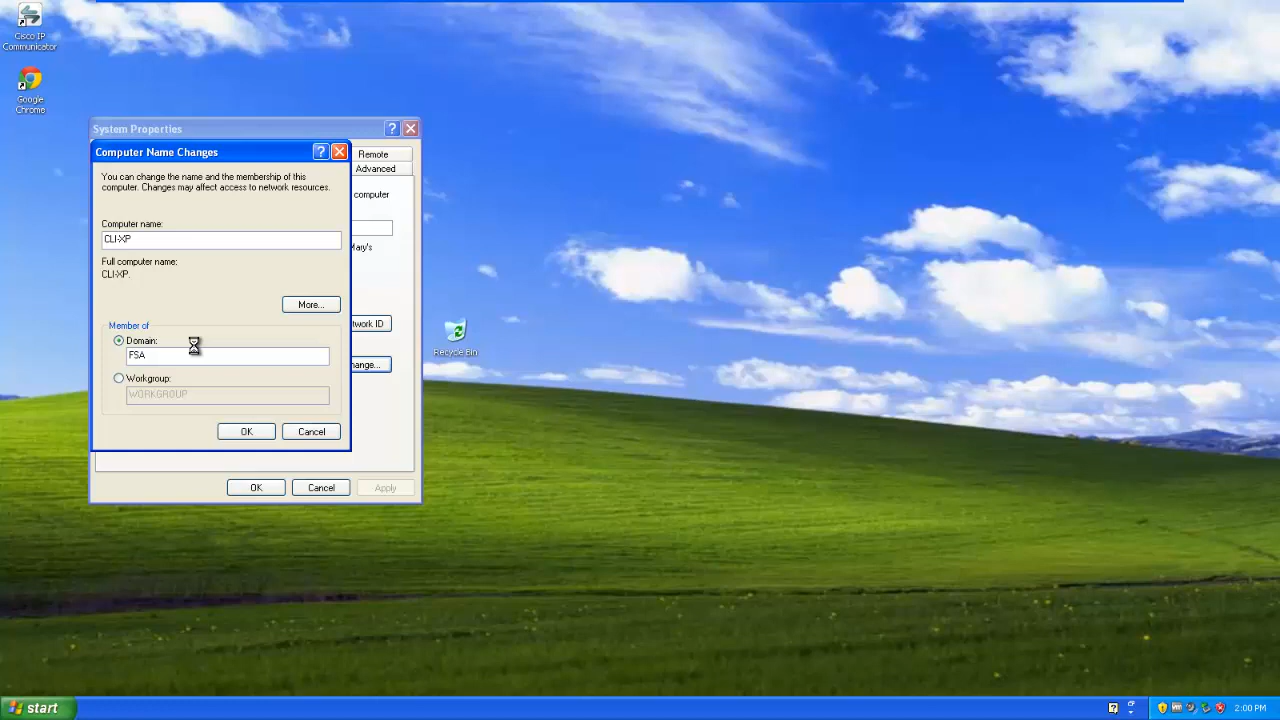 Cisco IP
Communicator
Google
Chrome
System Properties
Remote
Advanced
Computer Name Changes
You can change the name and the membership of this
computer. Changes may affect access to network resources.
computer
Computer name:
CLI-XP
Mary's
Full computer name:
CLI-XP.
More...
Member of
Domain:
FSA
work ID
Workgroup:
WORKGROUP
hange...
OK
Cancel
OK
Cancel
Apply
Recycle Bin
start
2:00 PM